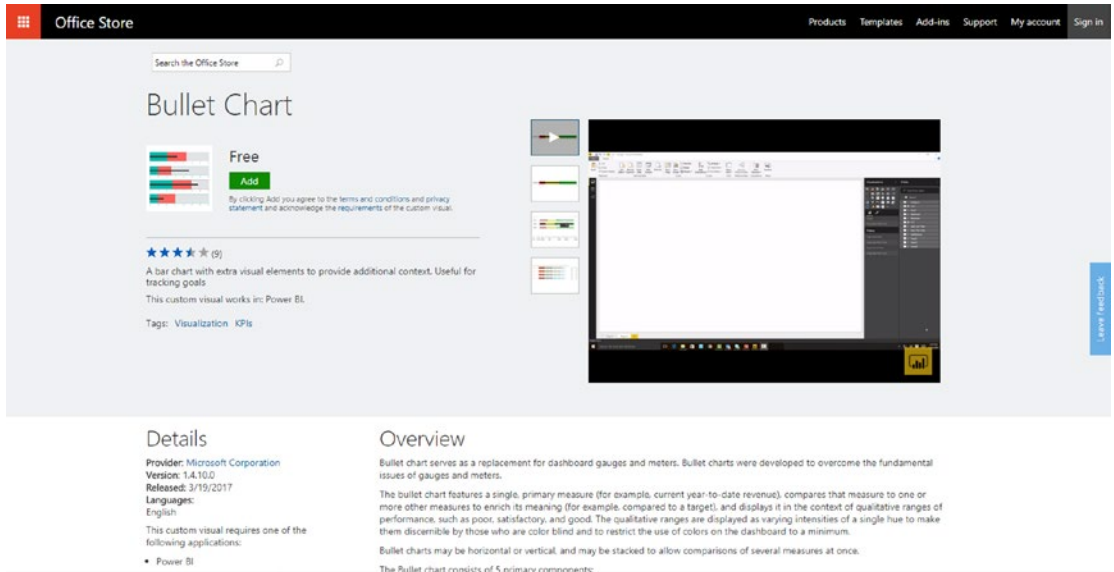 Office Store
Products Templates Add-ins Support My account Sign in
Search the Office Store
Bullet Chart
Free
Add
By clicking Add you agree to the terms and conditions and privacy
statement and acknowledge the requirements of the custom visual.
(9)
A bar chart with extra visual elements to provide additional context. Useful for
tracking goals
This custom visual works in: Power BI.
Tags: Visualization KPIs
Leave feedback
Details
Provider: Microsoft Corporation
Version: 1.4.10.0
Released: 3/19/2017
Languages:
English
This custom visual requires one of the
following applications:
• Power BI
Overview
Bullet chart serves as a replacement for dashboard gauges and meters. Bullet charts were developed to overcome the fundamental
issues of gauges and meters.
The bullet chart features a single, primary measure (for example, current year-to-date revenue), compares that measure to one or
more other measures to enrich its meaning (for example, compared to a target), and displays it in the context of qualitative ranges of
performance, such as poor, satisfactory, and good. The qualitative ranges are displayed as varying intensities of a single hue to make
them discernible by those who are color blind and to restrict the use of colors on the dashboard to a minimum.
Bullet charts may be horizontal or vertical, and may be stacked to allow comparisons of several measures at once.
The Bullet chart consists of 5 primary components: